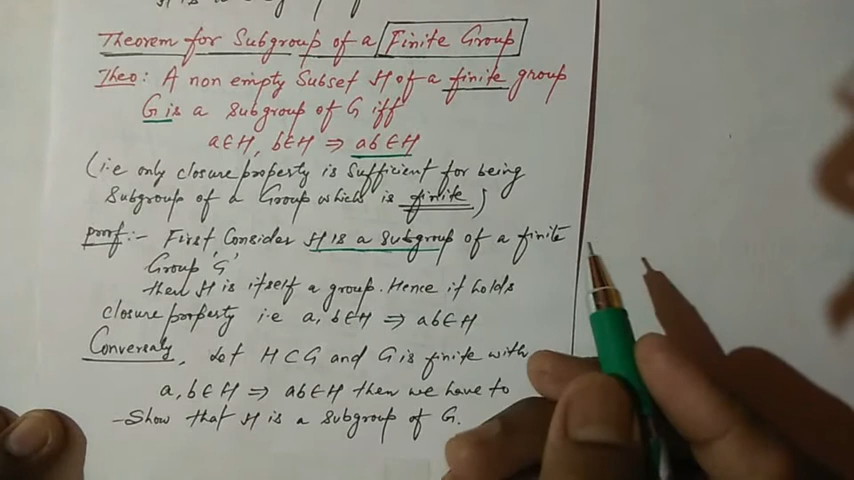 Theorem for Subgroup of a Finite Group
Theo: A non empty Subset H of a finite group
G is a Subgroup of G iff
a∈H, b∈H ⇒ ab∈H
(i.e only closure property is Sufficient for being
Subgroup of a Group which is finite)
proof:- First Consider H is a Subgroup of a finite
Group 'G'
then H is itself a group. Hence it holds
closure property i.e a, b∈H ⇒ ab∈H
Conversaly, Let H⊂G and G is finite with
a, b∈H ⇒ ab∈H then we have to
Show that H is a Subgroup of G.